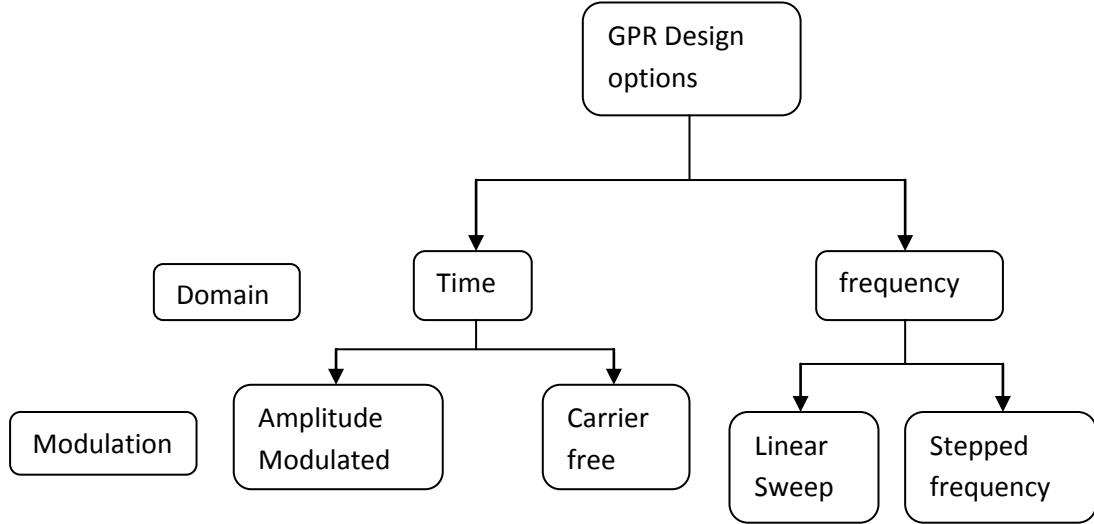 GPR Design
options
Domain
Time
frequency
Modulation
Amplitude
Modulated
Carrier
free
Linear
Sweep
Stepped
frequency